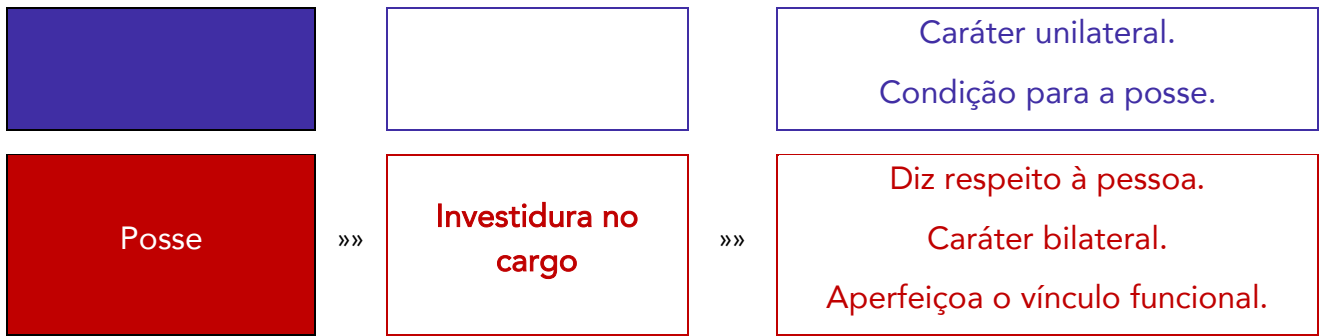 Caráter unilateral.
Condição para a posse.
Posse
»»
Investidura no
cargo
»»
Diz respeito à pessoa.
Caráter bilateral.
Aperfeiçoa o vínculo funcional.